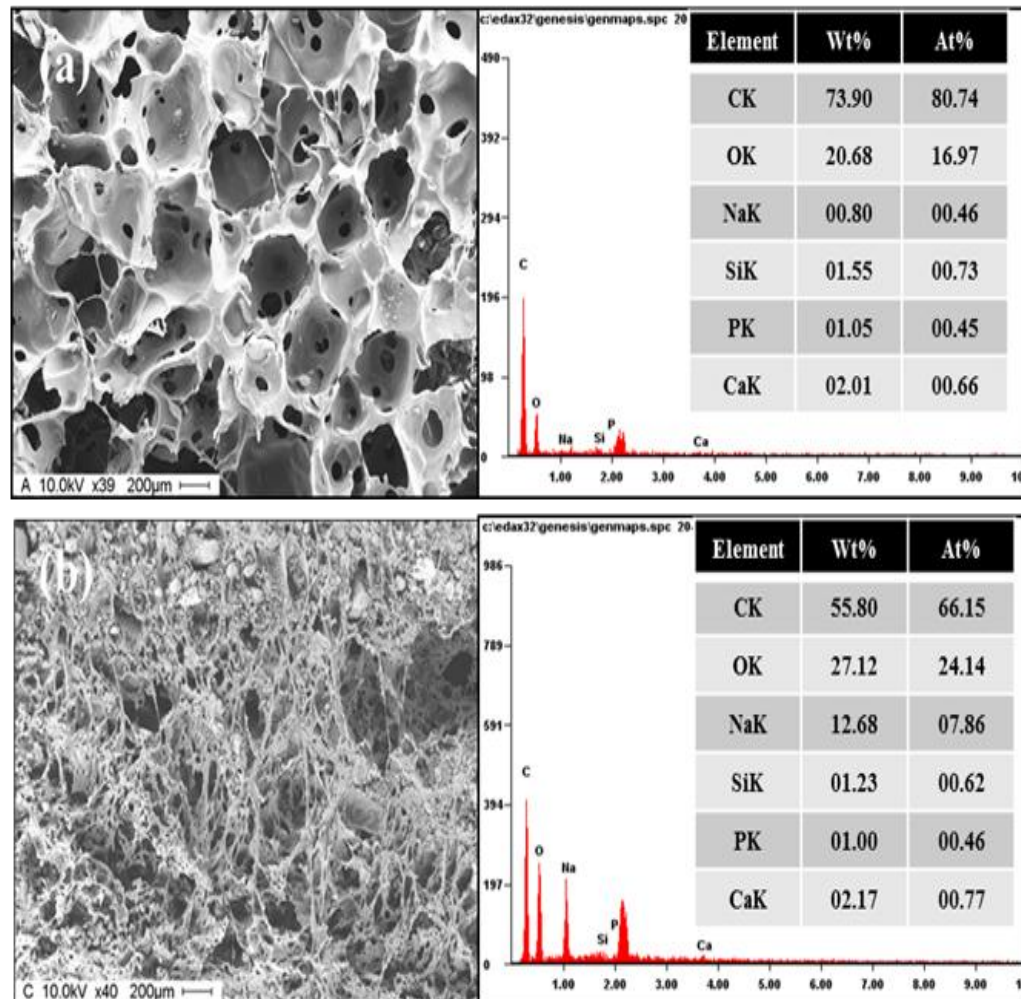 (a)
A 10.0kV x39 200µm
c:\edax32\genesis\genmaps.spc 20
490
392
294
196
98
0
C
O
Na
Si
P
Ca
1.00 2.00 3.00 4.00 5.00 6.00 7.00 8.00 9.00 10
Element Wt% At%
CK 73.90 80.74
OK 20.68 16.97
NaK 00.80 00.46
SiK 01.55 00.73
PK 01.05 00.45
CaK 02.01 00.66
(b)
C 10.0kV x40 200µm
c:\edax32\genesis\genmaps.spc 20-
986
789
591
394
197
0
C
O
Na
Si
P
Ca
1.00 2.00 3.00 4.00 5.00 6.00 7.00 8.00 9.00 1
Element Wt% At%
CK 55.80 66.15
OK 27.12 24.14
NaK 12.68 07.86
SiK 01.23 00.62
PK 01.00 00.46
CaK 02.17 00.77